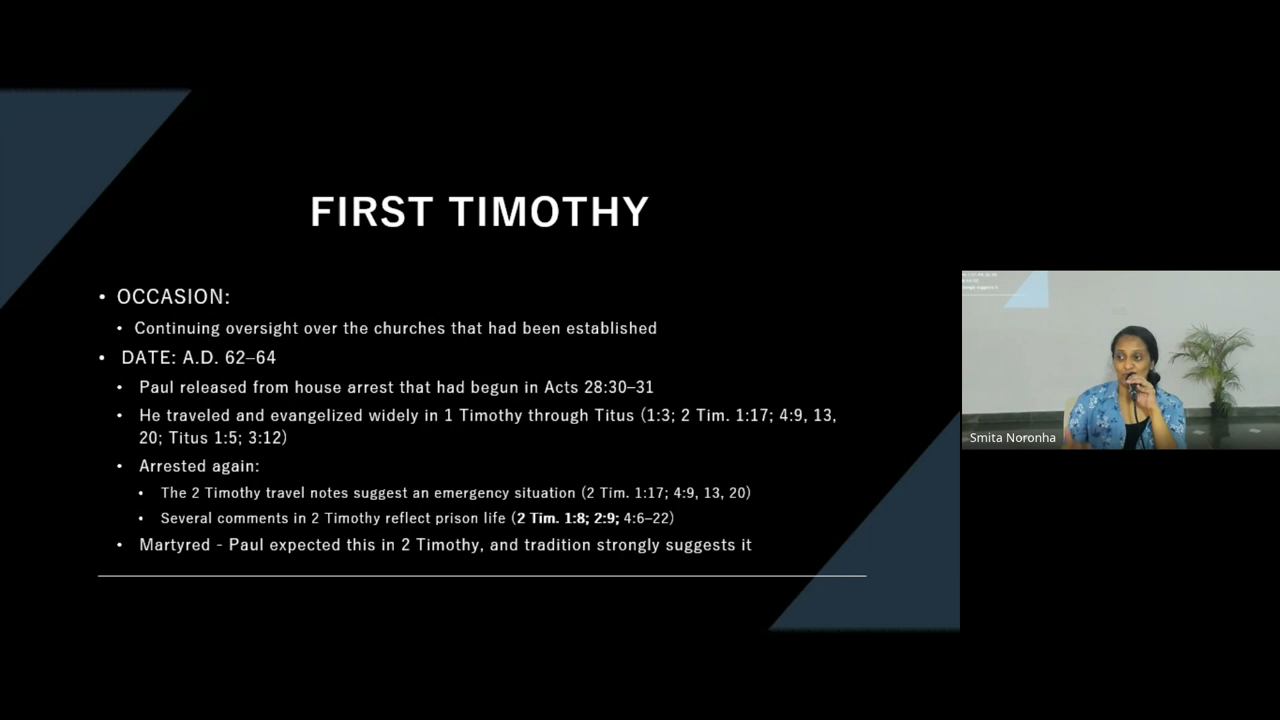 FIRST TIMOTHY
• OCCASION:
• Continuing oversight over the churches that had been established
• DATE: A.D. 62–64
• Paul released from house arrest that had begun in Acts 28:30–31
• He traveled and evangelized widely in 1 Timothy through Titus (1:3; 2 Tim. 1:17; 4:9, 13,
20; Titus 1:5; 3:12)
• Arrested again:
• The 2 Timothy travel notes suggest an emergency situation (2 Tim. 1:17; 4:9, 13, 20)
• Several comments in 2 Timothy reflect prison life (2 Tim. 1:8; 2:9; 4:6–22)
• Martyred - Paul expected this in 2 Timothy, and tradition strongly suggests it
Smita Noronha